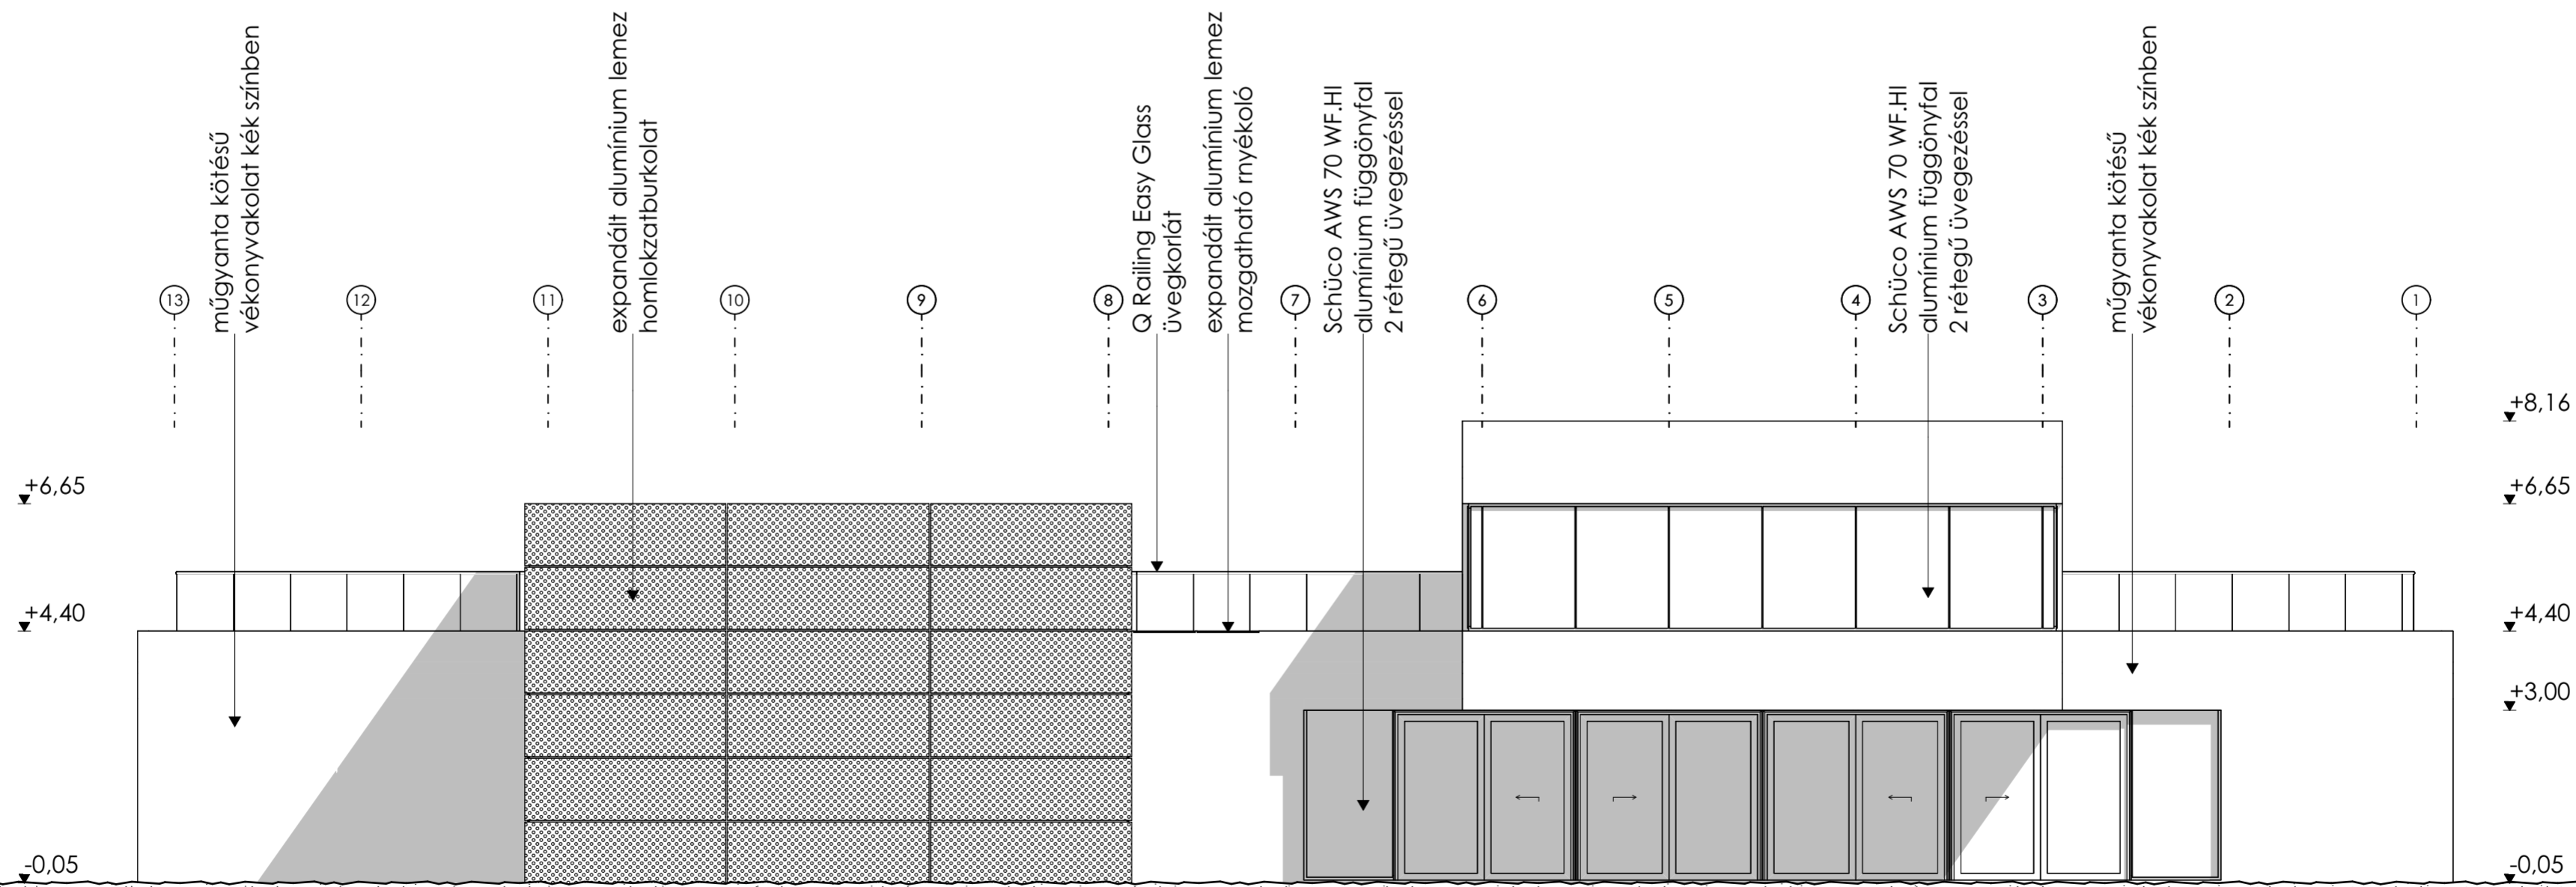 műgyanta kötésű
vékonyvakolat kék színben
expandált alumínium lemez
homlokzatburkolat
Q Railing Easy Glass
üvegkorlát
expandált alumínium lemez
mozgatható rnyékoló
Schüco AWS 70 WF.HI
alumínium függönyfal
2 rétegű üvegezéssel
Schüco AWS 70 WF.HI
alumínium függönyfal
2 rétegű üvegezéssel
műgyanta kötésű
vékonyvakolat kék színben
13 12 11 10 9 8 7 6 5 4 3 2 1
+8,16
+6,65 +6,65
+4,40 +4,40
+3,00
-0,05 -0,05